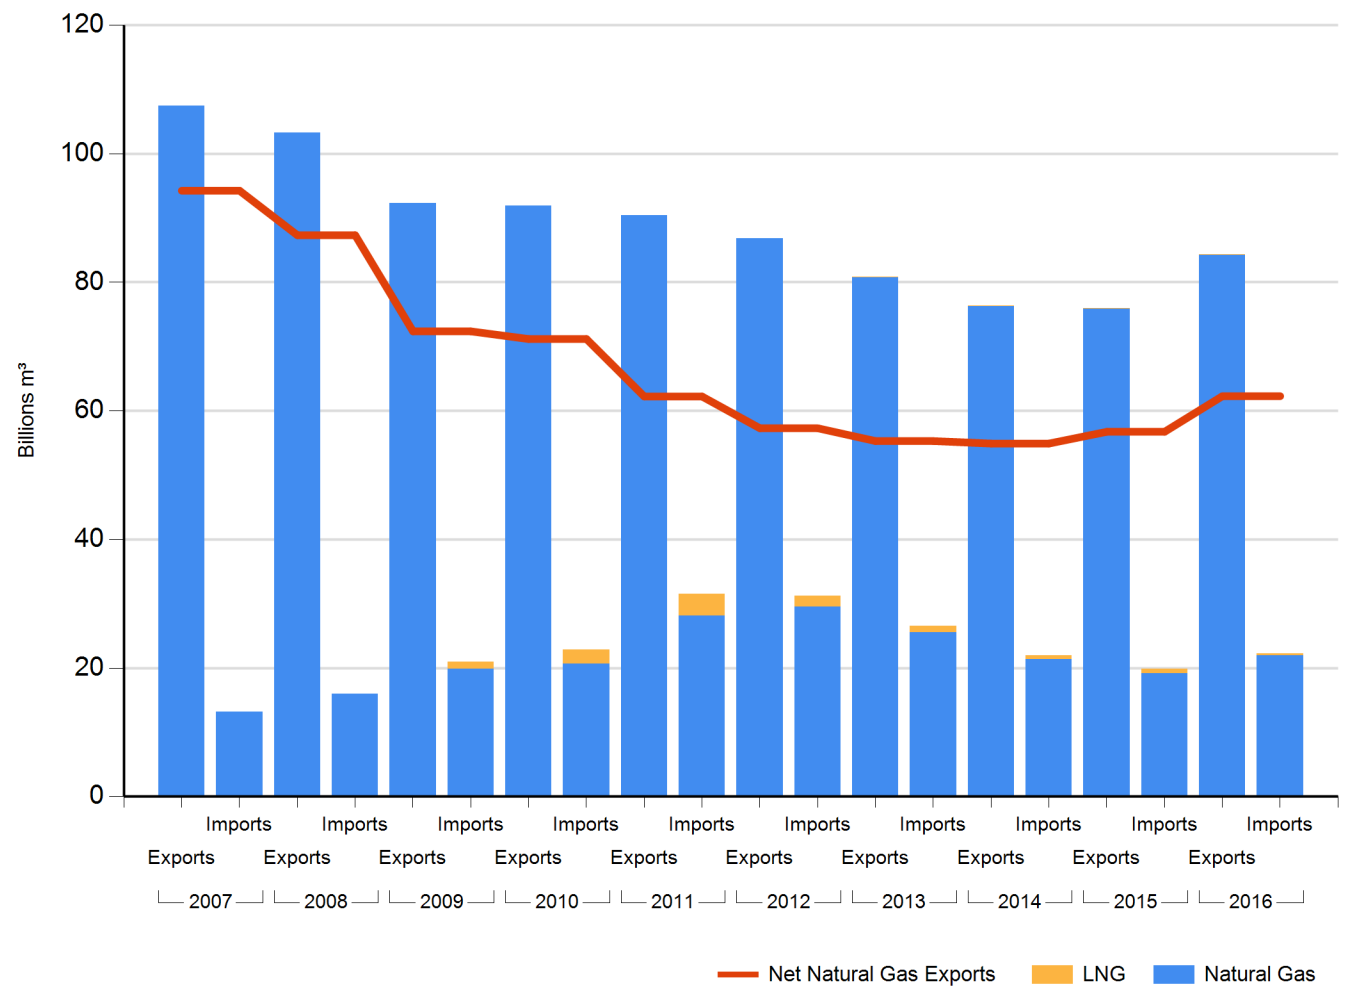 120
100
80
60
40
20
0
Billions m³
Imports Imports Imports Imports Imports Imports Imports Imports Imports Imports
Exports Exports Exports Exports Exports Exports Exports Exports Exports Exports
2007 2008 2009 2010 2011 2012 2013 2014 2015 2016
Net Natural Gas Exports LNG Natural Gas